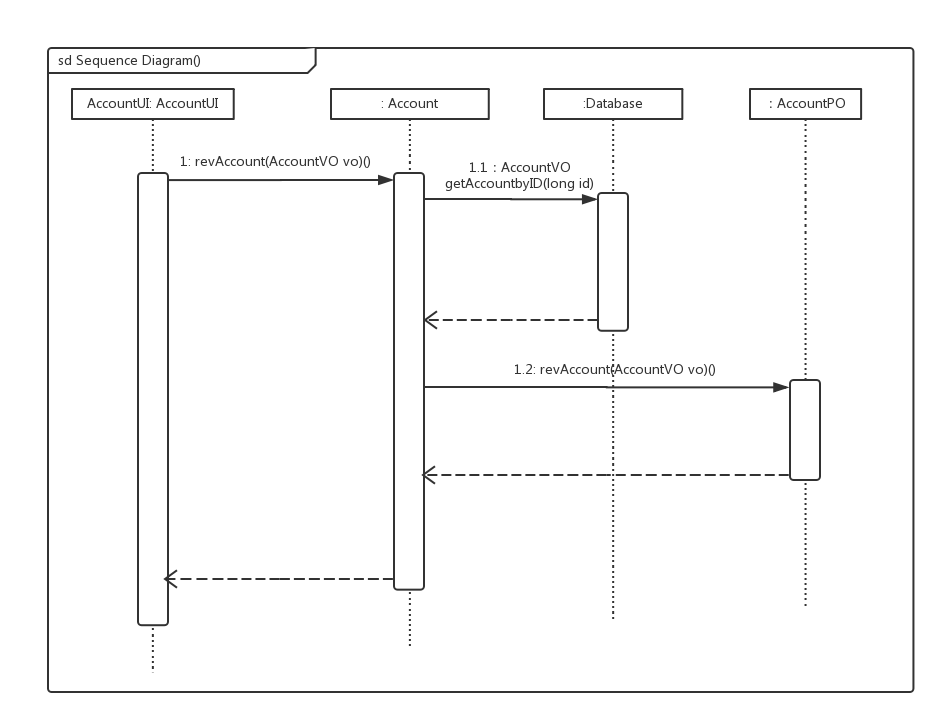 sd Sequence Diagram()
AccountUI: AccountUI
: Account
:Database
: AccountPO
1: revAccount(AccountVO vo)()
1.1 : AccountVO
getAccountbyID(long id)
1.2: revAccount(AccountVO vo)()